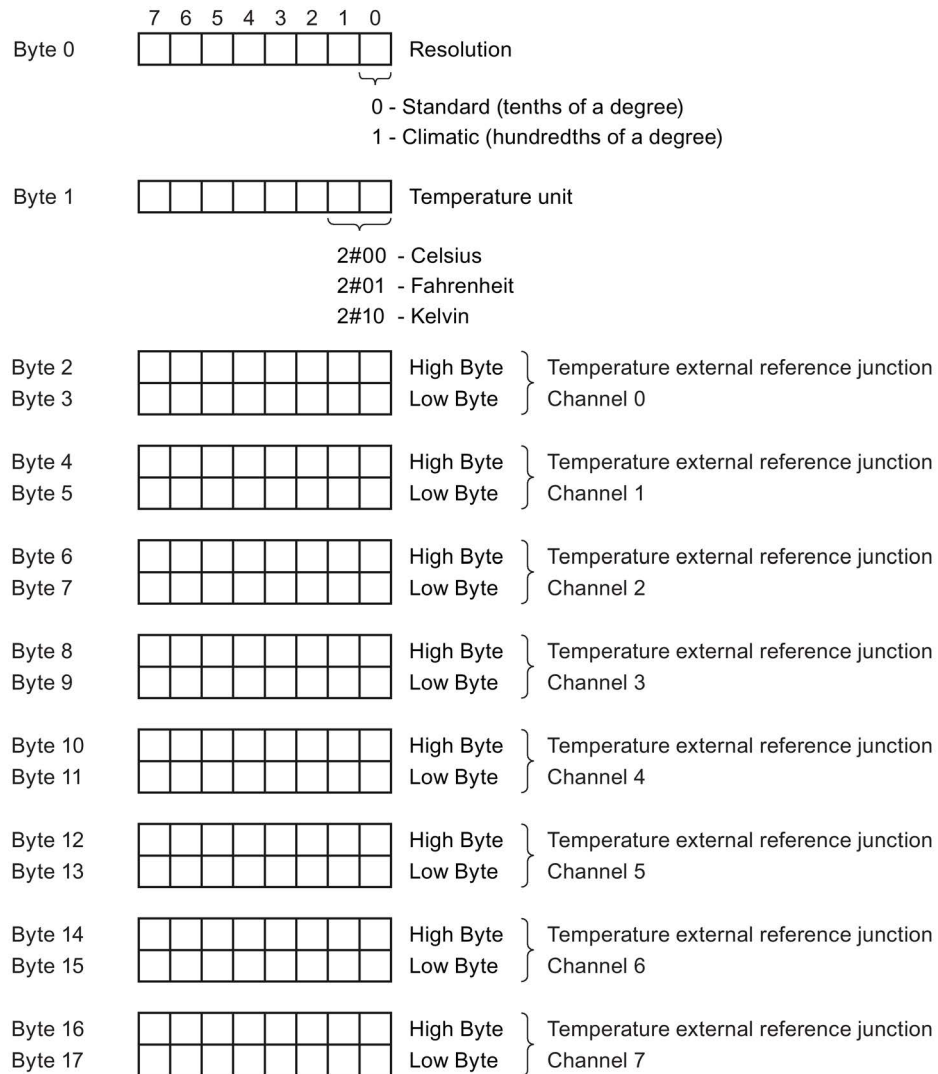 7 6 5 4 3 2 1 0
Byte 0 Resolution
0 - Standard (tenths of a degree)
1 - Climatic (hundredths of a degree)
Byte 1 Temperature unit
2#00 - Celsius
2#01 - Fahrenheit
2#10 - Kelvin
Byte 2 High Byte Temperature external reference junction
Byte 3 Low Byte Channel 0
Byte 4 High Byte Temperature external reference junction
Byte 5 Low Byte Channel 1
Byte 6 High Byte Temperature external reference junction
Byte 7 Low Byte Channel 2
Byte 8 High Byte Temperature external reference junction
Byte 9 Low Byte Channel 3
Byte 10 High Byte Temperature external reference junction
Byte 11 Low Byte Channel 4
Byte 12 High Byte Temperature external reference junction
Byte 13 Low Byte Channel 5
Byte 14 High Byte Temperature external reference junction
Byte 15 Low Byte Channel 6
Byte 16 High Byte Temperature external reference junction
Byte 17 Low Byte Channel 7